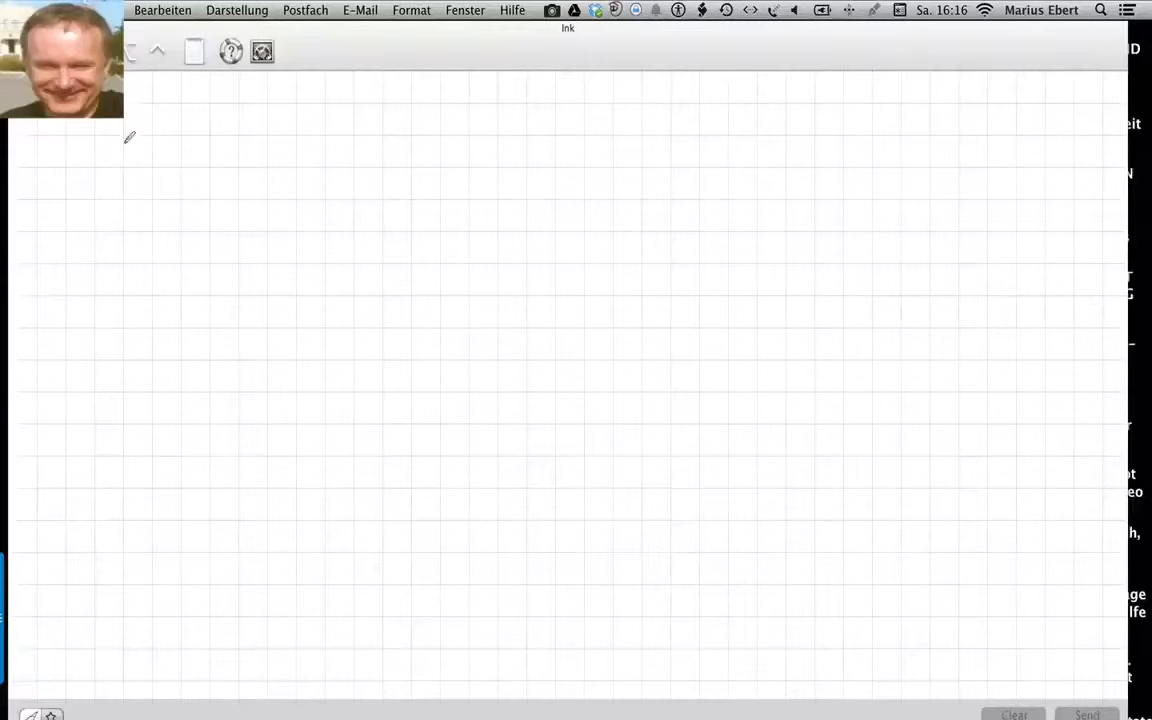 Bearbeiten Darstellung Postfach E-Mail Format Fenster Hilfe Sa. 16:16 Marius Ebert
Ink
Clear Send